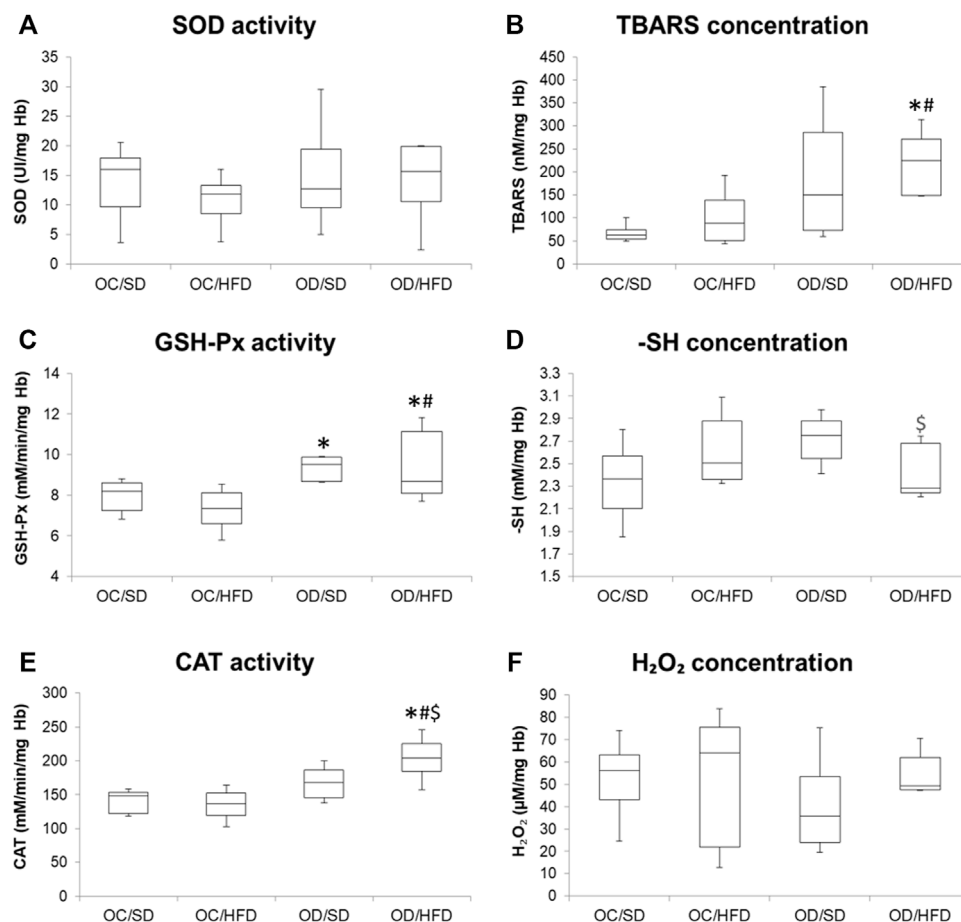 A
SOD activity
SOD (UI/mg Hb)
35
30
25
20
15
10
5
0
OC/SD OC/HFD OD/SD OD/HFD
B
TBARS concentration
TBARS (nM/mg Hb)
450
400
350
300
250
200
150
100
50
0
*#
OC/SD OC/HFD OD/SD OD/HFD
C
GSH-Px activity
GSH-Px (mM/min/mg Hb)
14
12
10
8
6
4
*
*#
OC/SD OC/HFD OD/SD OD/HFD
D
-SH concentration
-SH (mM/mg Hb)
3.3
3.1
2.9
2.7
2.5
2.3
2.1
1.9
1.7
1.5
$
OC/SD OC/HFD OD/SD OD/HFD
E
CAT activity
CAT (mM/min/mg Hb)
300
250
200
150
100
50
0
*#$
OC/SD OC/HFD OD/SD OD/HFD
F
H₂O₂ concentration
H₂O₂ (µM/mg Hb)
90
80
70
60
50
40
30
20
10
0
OC/SD OC/HFD OD/SD OD/HFD